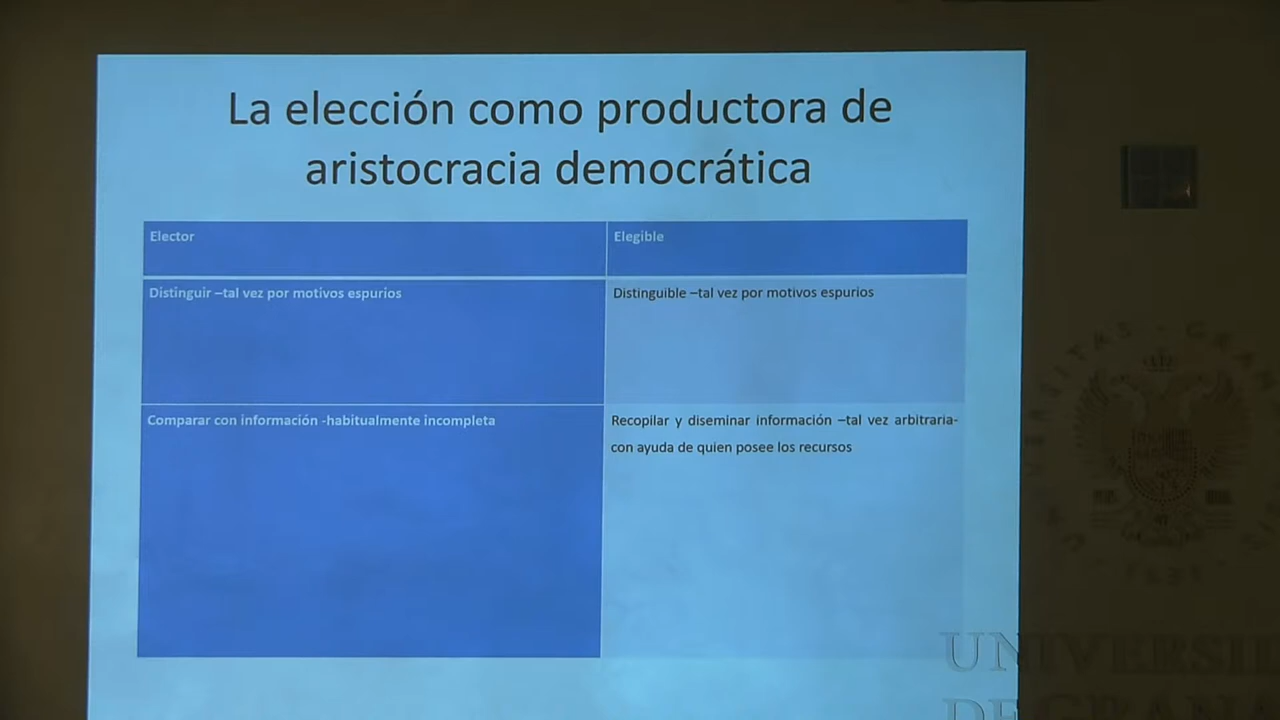 La elección como productora de
aristocracia democrática
Elector
Elegible
Distinguir –tal vez por motivos espurios
Distinguible –tal vez por motivos espurios
Comparar con información -habitualmente incompleta
Recopilar y diseminar información –tal vez arbitraria-
con ayuda de quien posee los recursos